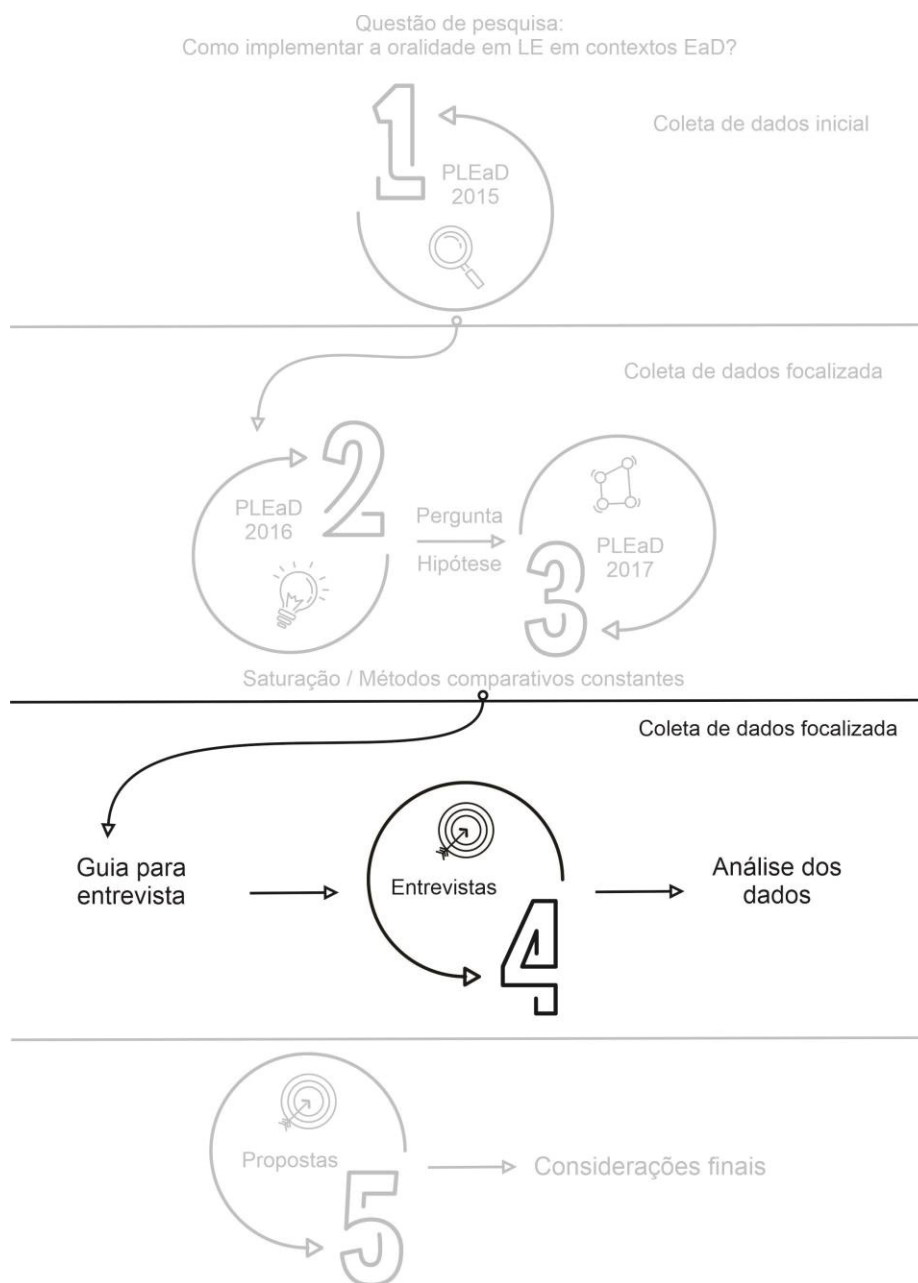 Questão de pesquisa:
Como implementar a oralidade em LE em contextos EaD?
1
Coleta de dados inicial
PLEaD
2015
Coleta de dados focalizada
2
PLEaD
2016
Pergunta
Hipótese
3
PLEaD
2017
Saturação / Métodos comparativos constantes
Coleta de dados focalizada
Guia para
entrevista
Entrevistas
4
Análise dos
dados
Propostas
5
Considerações finais